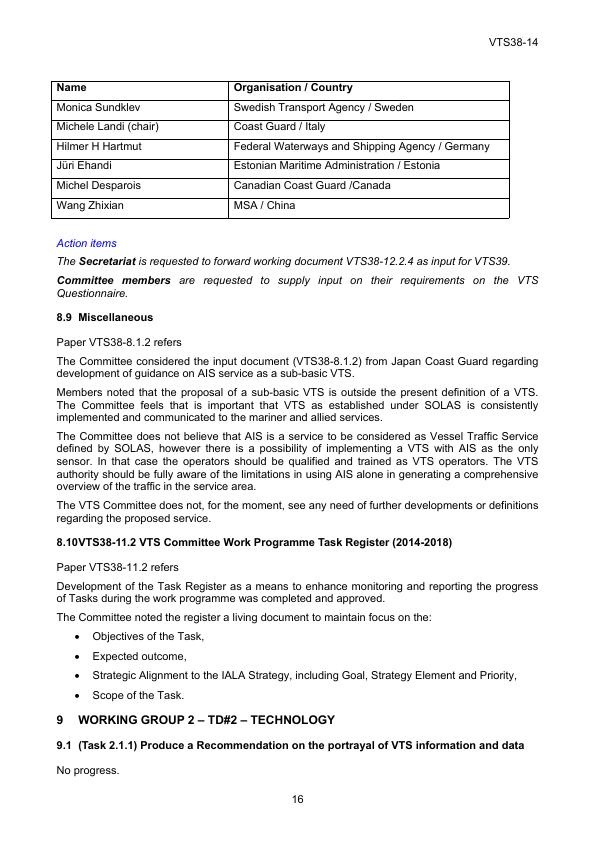 VTS38-14
Name Organisation / Country
Monica Sundklev Swedish Transport Agency / Sweden
Michele Landi (chair) Coast Guard / Italy
Hilmer H Hartmut Federal Waterways and Shipping Agency / Germany
Jüri Ehandi Estonian Maritime Administration / Estonia
Michel Desparois Canadian Coast Guard /Canada
Wang Zhixian MSA / China
Action items
The Secretariat is requested to forward working document VTS38-12.2.4 as input for VTS39.
Committee members are requested to supply input on their requirements on the VTS
Questionnaire.
8.9 Miscellaneous
Paper VTS38-8.1.2 refers
The Committee considered the input document (VTS38-8.1.2) from Japan Coast Guard regarding
development of guidance on AIS service as a sub-basic VTS.
Members noted that the proposal of a sub-basic VTS is outside the present definition of a VTS.
The Committee feels that is important that VTS as established under SOLAS is consistently
implemented and communicated to the mariner and allied services.
The Committee does not believe that AIS is a service to be considered as Vessel Traffic Service
defined by SOLAS, however there is a possibility of implementing a VTS with AIS as the only
sensor. In that case the operators should be qualified and trained as VTS operators. The VTS
authority should be fully aware of the limitations in using AIS alone in generating a comprehensive
overview of the traffic in the service area.
The VTS Committee does not, for the moment, see any need of further developments or definitions
regarding the proposed service.
8.10VTS38-11.2 VTS Committee Work Programme Task Register (2014-2018)
Paper VTS38-11.2 refers
Development of the Task Register as a means to enhance monitoring and reporting the progress
of Tasks during the work programme was completed and approved.
The Committee noted the register a living document to maintain focus on the:
• Objectives of the Task,
• Expected outcome,
• Strategic Alignment to the IALA Strategy, including Goal, Strategy Element and Priority,
• Scope of the Task.
9 WORKING GROUP 2 – TD#2 – TECHNOLOGY
9.1 (Task 2.1.1) Produce a Recommendation on the portrayal of VTS information and data
No progress.
16